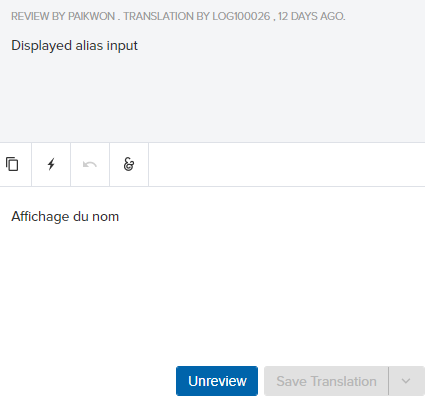 REVIEW BY PAIKWON . TRANSLATION BY LOG100026 , 12 DAYS AGO.
Displayed alias input
Affichage du nom
Unreview
Save Translation